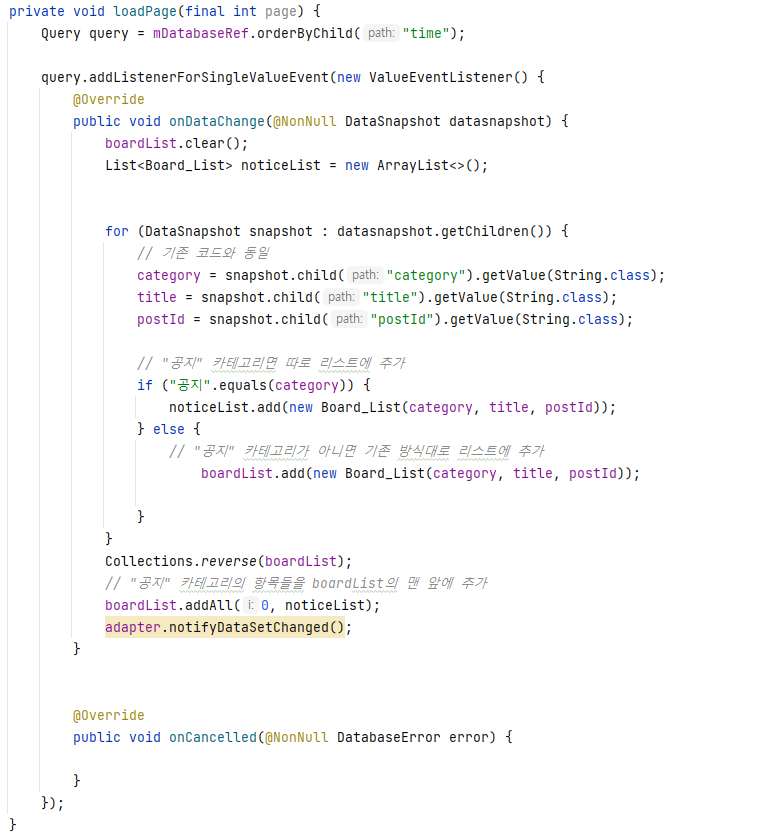 private void loadPage(final int page) {
    Query query = mDatabaseRef.orderByChild( path: "time");
    query.addListenerForSingleValueEvent(new ValueEventListener() {
        @Override
        public void onDataChange(@NonNull DataSnapshot datasnapshot) {
            boardList.clear();
            List<Board_List> noticeList = new ArrayList<>();
            for (DataSnapshot snapshot : datasnapshot.getChildren()) {
                // 기존 코드와 동일
                category = snapshot.child( path: "category").getValue(String.class);
                title = snapshot.child( path: "title").getValue(String.class);
                postId = snapshot.child( path: "postId").getValue(String.class);
                // "공지" 카테고리면 따로 리스트에 추가
                if ("공지".equals(category)) {
                    noticeList.add(new Board_List(category, title, postId));
                } else {
                    // "공지" 카테고리가 아니면 기존 방식대로 리스트에 추가
                        boardList.add(new Board_List(category, title, postId));
                }
            }
            Collections.reverse(boardList);
            // "공지" 카테고리의 항목들을 boardList의 맨 앞에 추가
            boardList.addAll( i: 0, noticeList);
            adapter.notifyDataSetChanged();
        }
        @Override
        public void onCancelled(@NonNull DatabaseError error) {
        }
    });
}